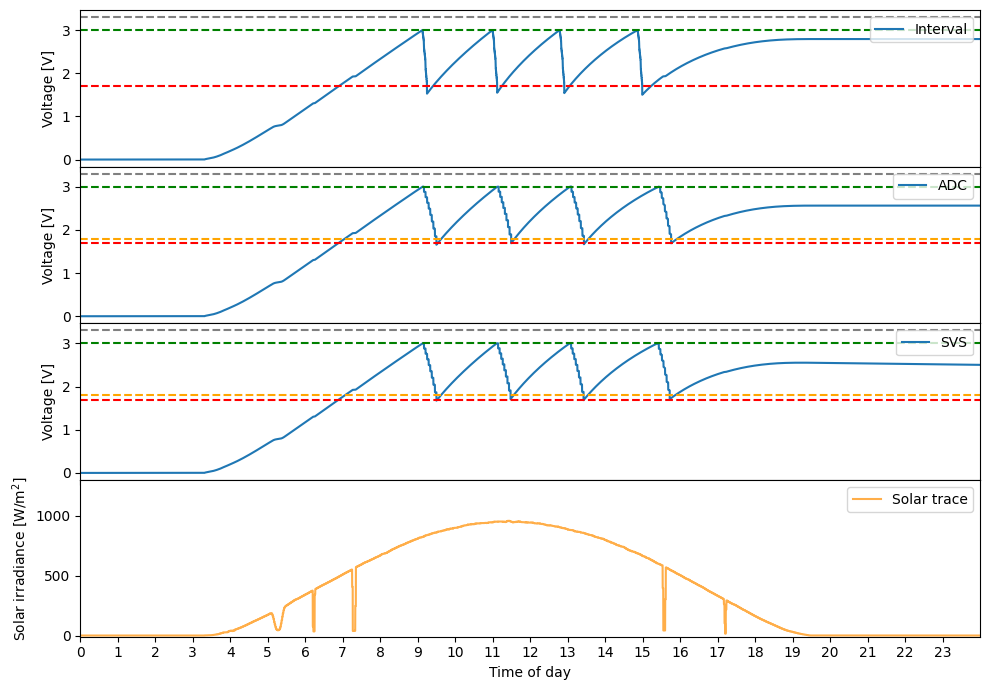 Voltage [V]
3
2
1
0
Interval
Voltage [V]
3
2
1
0
ADC
Voltage [V]
3
2
1
0
SVS
Solar irradiance [W/m²]
1000
500
0
Solar trace
0 1 2 3 4 5 6 7 8 9 10 11 12 13 14 15 16 17 18 19 20 21 22 23
Time of day